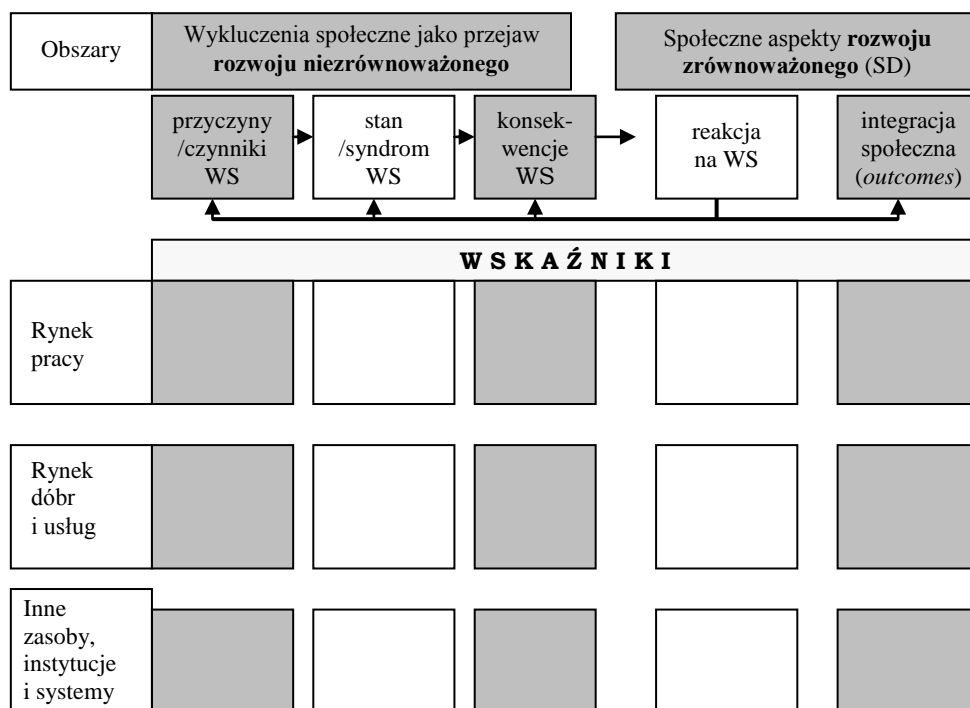 Obszary
Wykluczenia społeczne jako przejaw
rozwoju niezrównoważonego
Społeczne aspekty rozwoju
zrównoważonego (SD)
przyczyny
/czynniki
WS
stan
/syndrom
WS
konsek-
wencje
WS
reakcja
na WS
integracja
społeczna
(outcomes)
W S K A Ź N I K I
Rynek
pracy
Rynek
dóbr
i usług
Inne
zasoby,
instytucje
i systemy